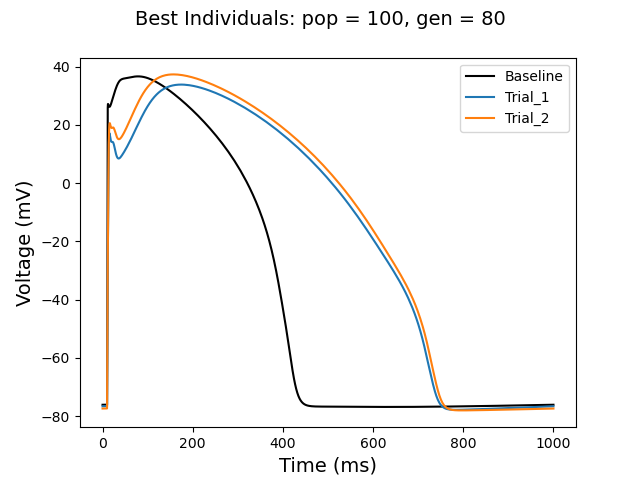 Best Individuals: pop = 100, gen = 80
Baseline
Trial_1
Trial_2
Voltage (mV)
40
20
0
−20
−40
−60
−80
0 200 400 600 800 1000
Time (ms)